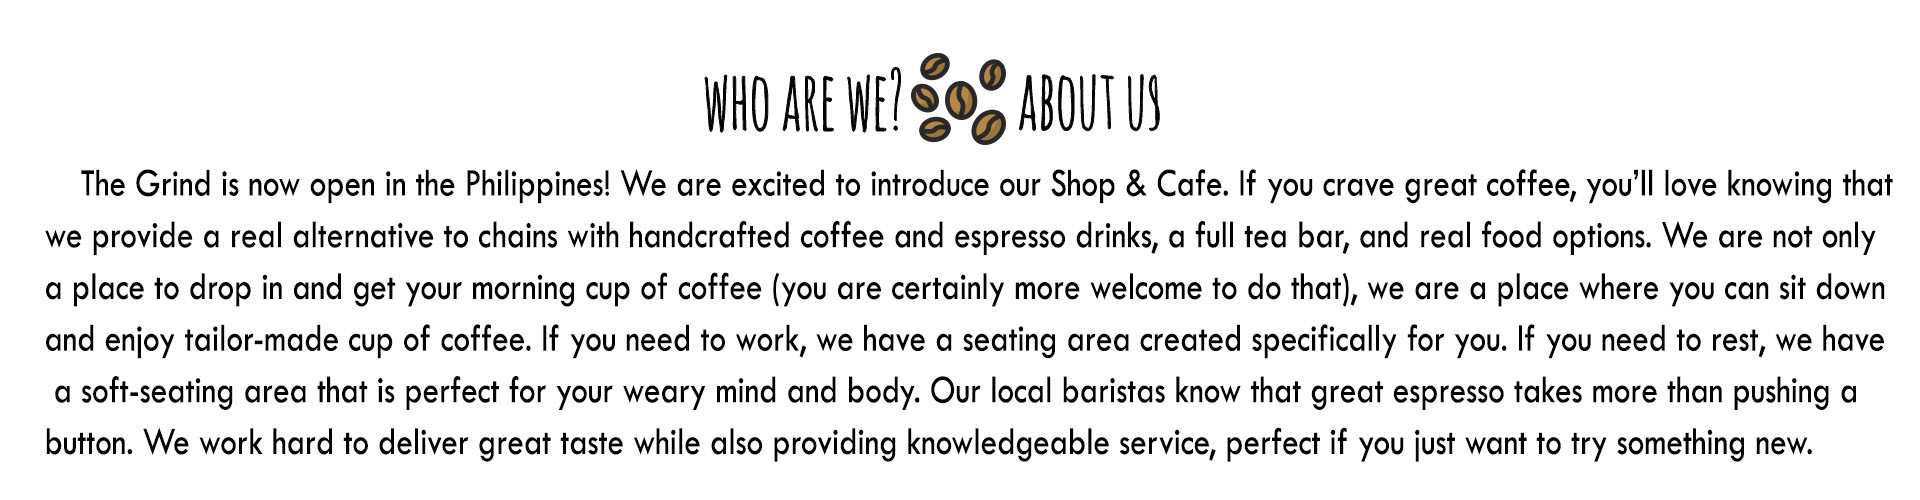 WHO ARE WE? ABOUT US
The Grind is now open in the Philippines! We are excited to introduce our Shop & Cafe. If you crave great coffee, you'll love knowing that
we provide a real alternative to chains with handcrafted coffee and espresso drinks, a full tea bar, and real food options. We are not only
a place to drop in and get your morning cup of coffee (you are certainly more welcome to do that), we are a place where you can sit down
and enjoy tailor-made cup of coffee. If you need to work, we have a seating area created specifically for you. If you need to rest, we have
a soft-seating area that is perfect for your weary mind and body. Our local baristas know that great espresso takes more than pushing a
button. We work hard to deliver great taste while also providing knowledgeable service, perfect if you just want to try something new.